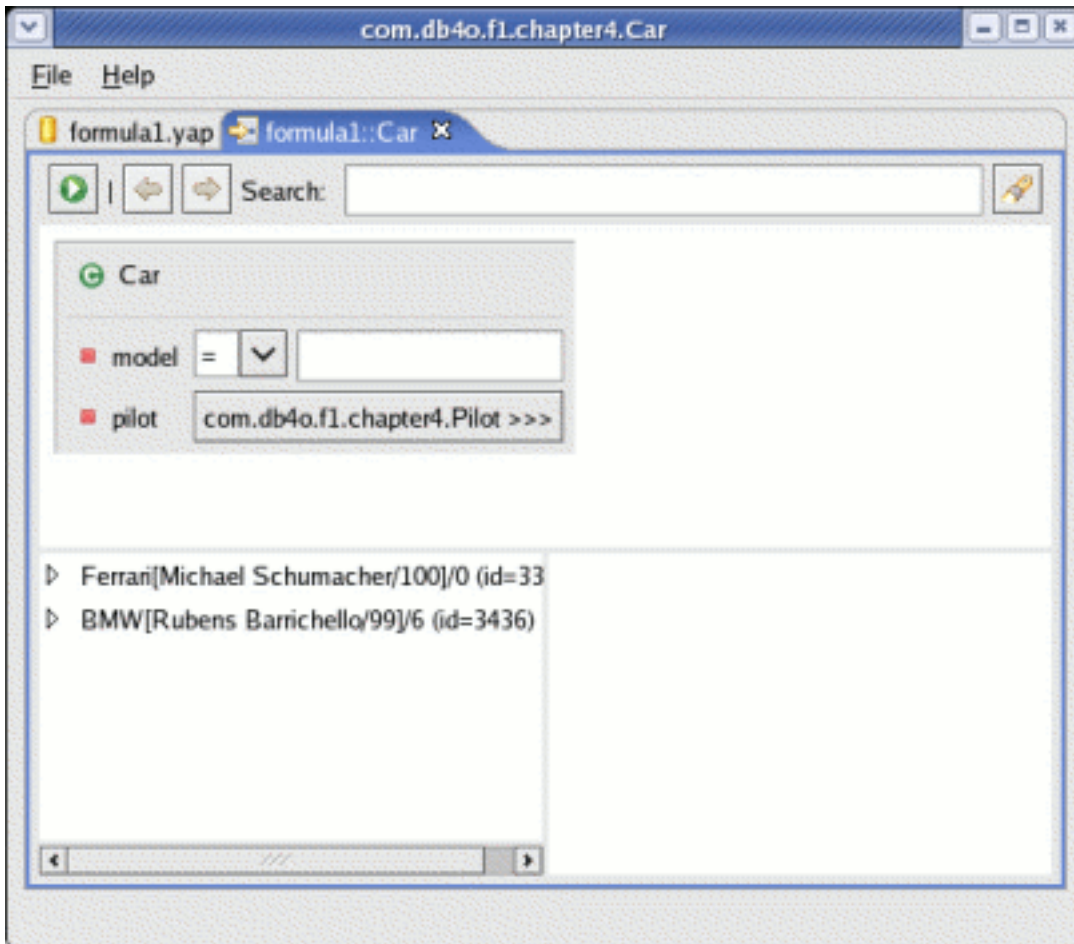 com.db4o.f1.chapter4.Car
File Help
formula1.yap formula1::Car
Search:
Car
model =
pilot com.db4o.f1.chapter4.Pilot >>>
Ferrari[Michael Schumacher/100]/0 (id=33
BMW[Rubens Barrichello/99]/6 (id=3436)